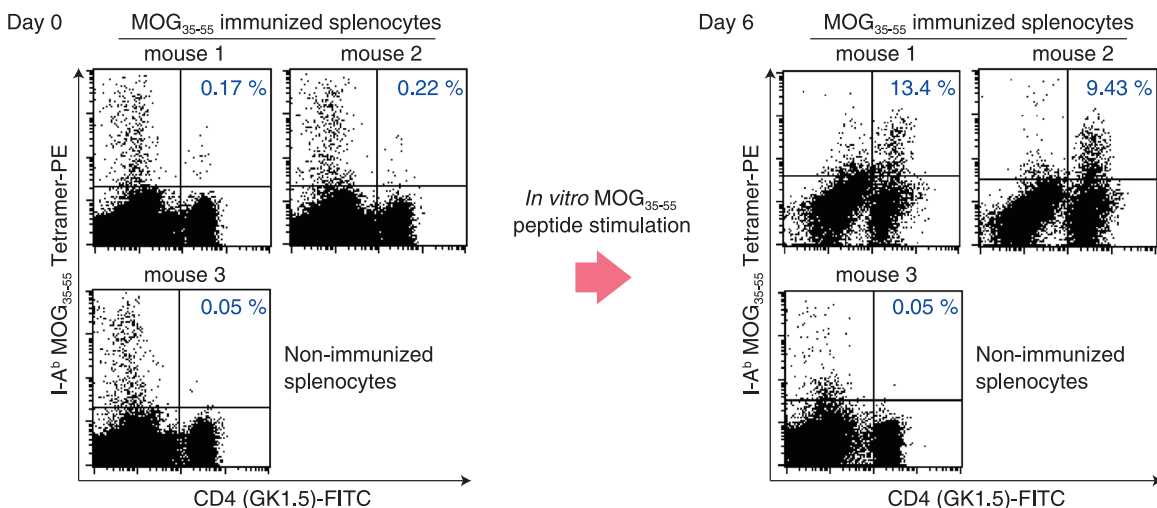 Day 0
MOG35-55 immunized splenocytes
mouse 1
mouse 2
0.17 %
0.22 %
mouse 3
0.05 %
Non-immunized
splenocytes
I-Aᵇ MOG35-55 Tetramer-PE
CD4 (GK1.5)-FITC
In vitro MOG35-55
peptide stimulation
Day 6
MOG35-55 immunized splenocytes
mouse 1
mouse 2
13.4 %
9.43 %
mouse 3
0.05 %
Non-immunized
splenocytes
I-Aᵇ MOG35-55 Tetramer-PE
CD4 (GK1.5)-FITC